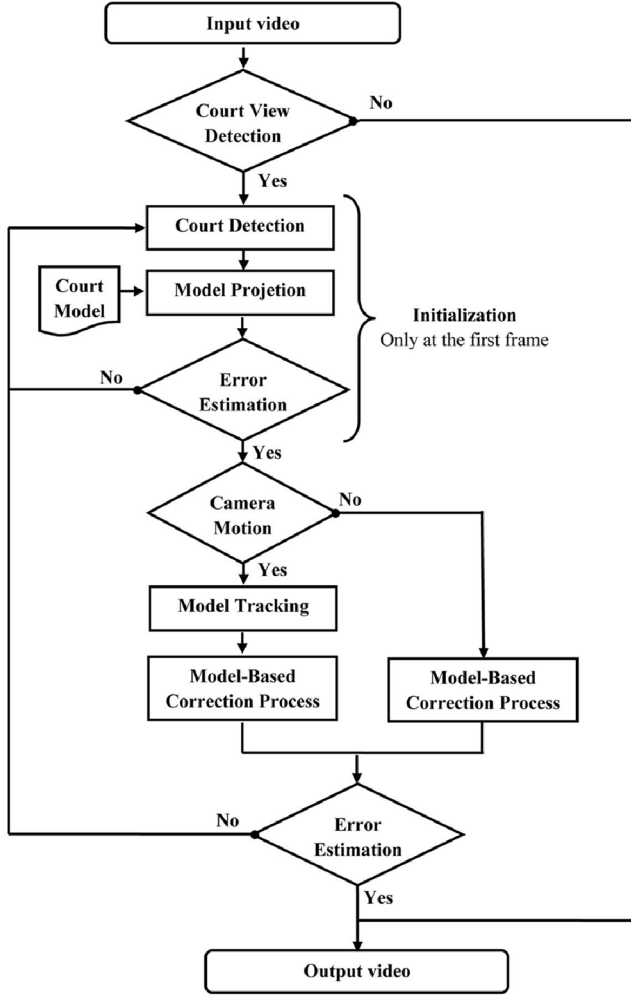 Input video
Court View
Detection
No
Yes
Court Detection
Court
Model
Model Projetion
Initialization
Only at the first frame
Error
Estimation
No
Yes
Camera
Motion
No
Yes
Model Tracking
Model-Based
Correction Process
Model-Based
Correction Process
No
Error
Estimation
Yes
Output video